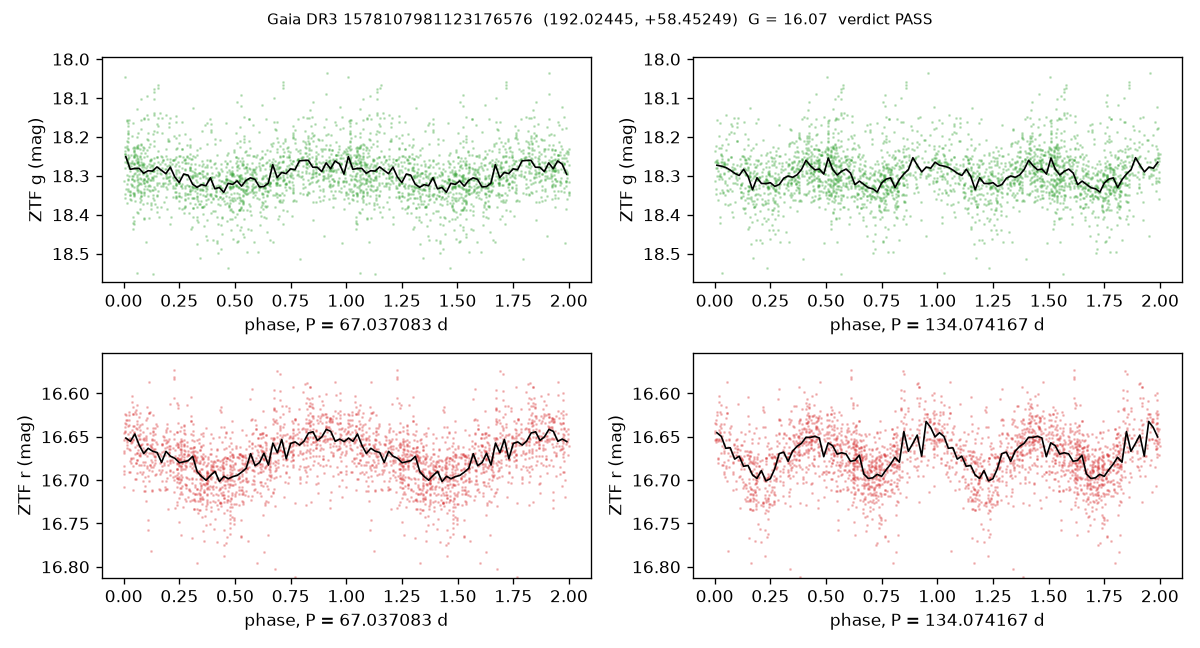 Gaia DR3 1578107981123176576  (192.02445, +58.45249)  G = 16.07  verdict PASS
ZTF g (mag)
18.0
18.1
18.2
18.3
18.4
18.5
0.00 0.25 0.50 0.75 1.00 1.25 1.50 1.75 2.00
phase, P = 67.037083 d
ZTF g (mag)
18.0
18.1
18.2
18.3
18.4
18.5
0.00 0.25 0.50 0.75 1.00 1.25 1.50 1.75 2.00
phase, P = 134.074167 d
ZTF r (mag)
16.60
16.65
16.70
16.75
16.80
0.00 0.25 0.50 0.75 1.00 1.25 1.50 1.75 2.00
phase, P = 67.037083 d
ZTF r (mag)
16.60
16.65
16.70
16.75
16.80
0.00 0.25 0.50 0.75 1.00 1.25 1.50 1.75 2.00
phase, P = 134.074167 d